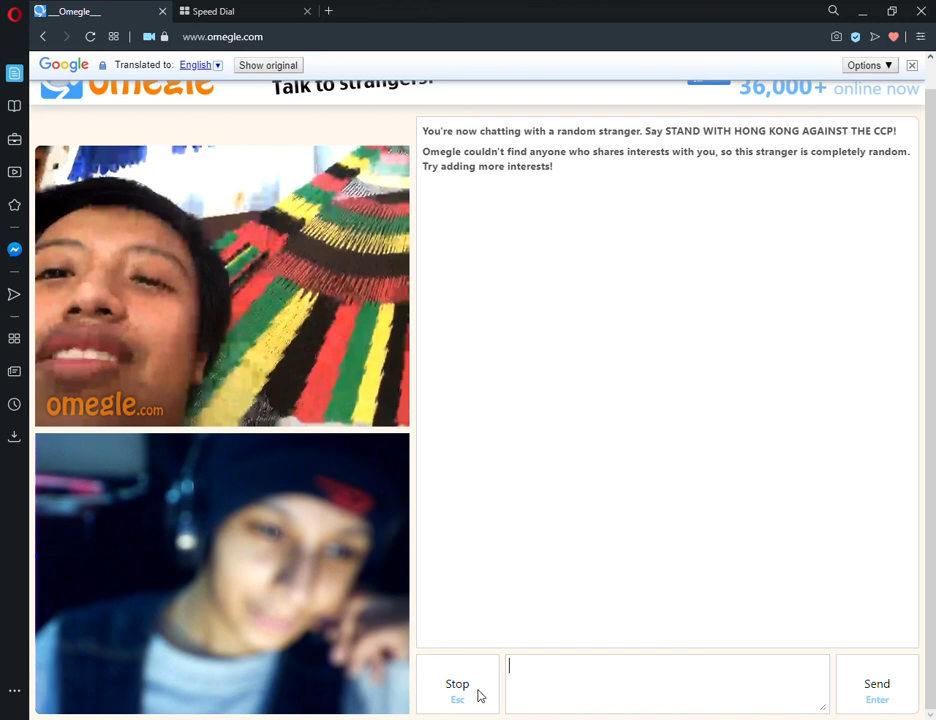 __Omegle__
Speed Dial
www.omegle.com
Google Translated to: English Show original Options ▼
omegle Talk to strangers! 36,000+ online now
You're now chatting with a random stranger. Say STAND WITH HONG KONG AGAINST THE CCP!
Omegle couldn't find anyone who shares interests with you, so this stranger is completely random.
Try adding more interests!
omegle.com
Stop
Esc
Send
Enter